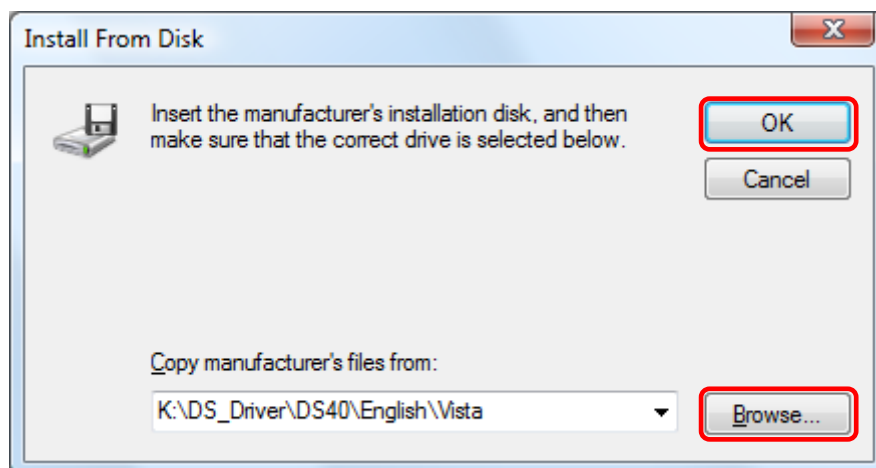 Install From Disk
Insert the manufacturer's installation disk, and then
make sure that the correct drive is selected below.
OK
Cancel
Copy manufacturer's files from:
K:\DS_Driver\DS40\English\Vista
Browse...